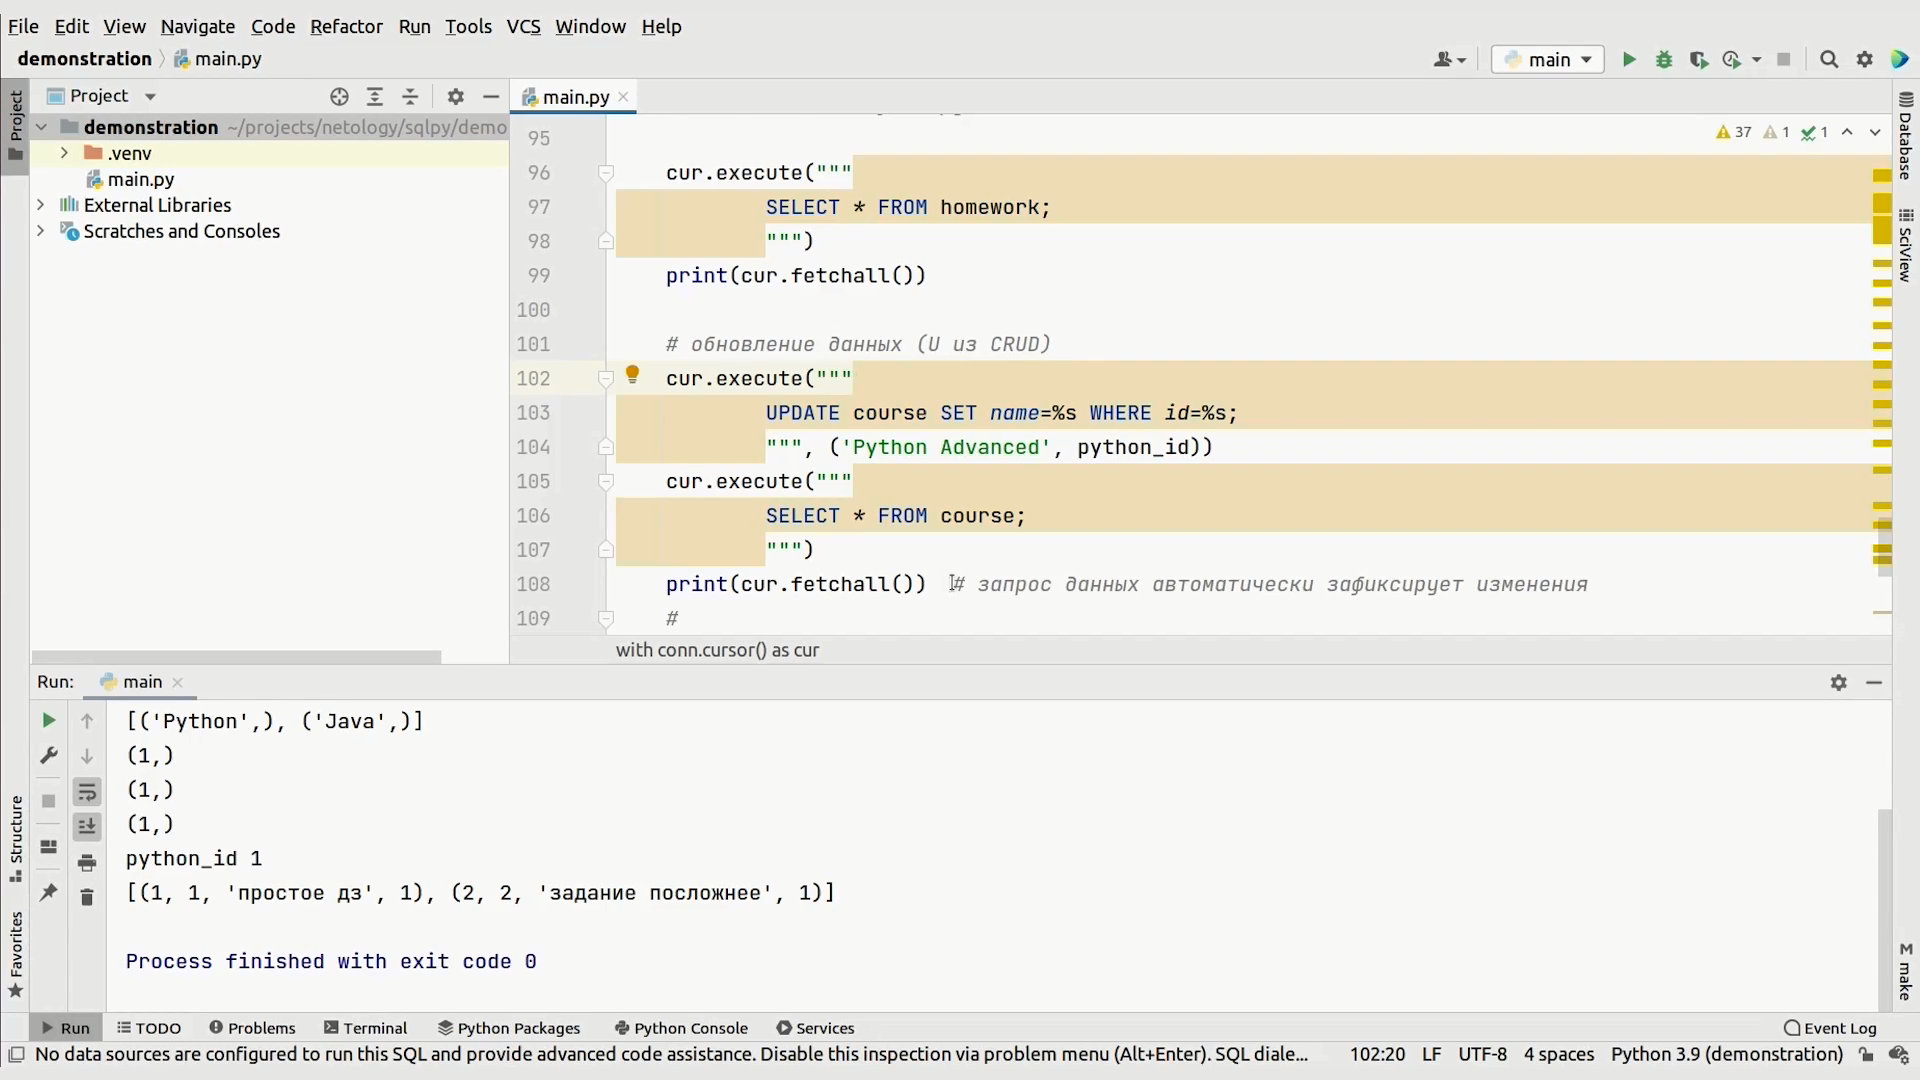 File Edit View Navigate Code Refactor Run Tools VCS Window Help
demonstration main.py
main
Project
main.py
demonstration ~/projects/netology/sqlpy/demo
.venv
main.py
External Libraries
Scratches and Consoles
Project
Structure
Favorites
37 1 1
95
96 cur.execute("""
97 SELECT * FROM homework;
98 """)
99 print(cur.fetchall())
100
101 # обновление данных (U из CRUD)
102 cur.execute("""
103 UPDATE course SET name=%s WHERE id=%s;
104 """, ('Python Advanced', python_id))
105 cur.execute("""
106 SELECT * FROM course;
107 """)
108 print(cur.fetchall()) # запрос данных автоматически зафиксирует изменения
109 #
with conn.cursor() as cur
Database
SciView
make
Run: main
[('Python',), ('Java',)]
(1,)
(1,)
(1,)
python_id 1
[(1, 1, 'простое дз', 1), (2, 2, 'задание посложнее', 1)]
Process finished with exit code 0
Run TODO Problems Terminal Python Packages Python Console Services Event Log
No data sources are configured to run this SQL and provide advanced code assistance. Disable this inspection via problem menu (Alt+Enter). SQL diale... 102:20 LF UTF-8 4 spaces Python 3.9 (demonstration)